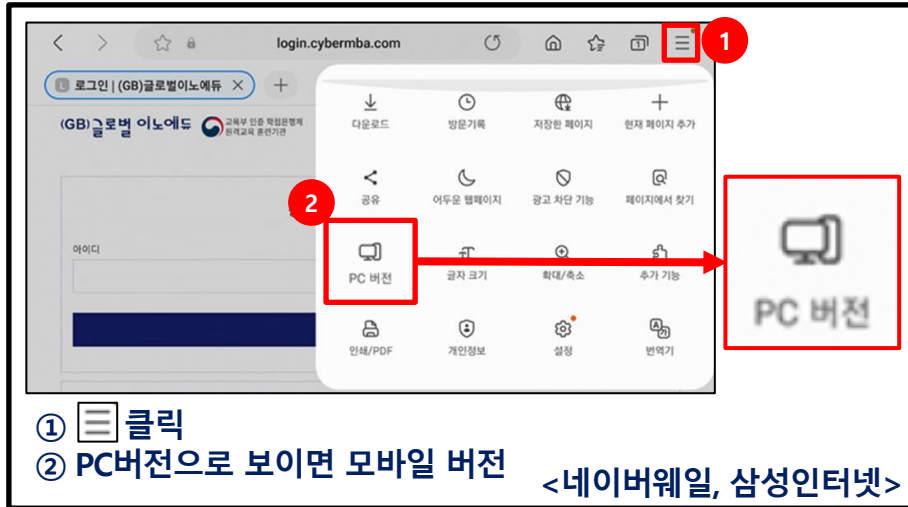 login.cybermba.com
1
로그인 | (GB)글로벌이노에듀
(GB)글로벌 이노에듀 교육부 인증 학점은행제
원격교육 훈련기관
다운로드 방문기록 저장한 페이지 현재 페이지 추가
2
공유 어두운 웹페이지 광고 차단 기능 페이지에서 찾기
아이디
PC 버전 글자 크기 확대/축소 추가 기능
PC 버전
인쇄/PDF 개인정보 설정 번역기
① 클릭
② PC버전으로 보이면 모바일 버전
<네이버웨일, 삼성인터넷>